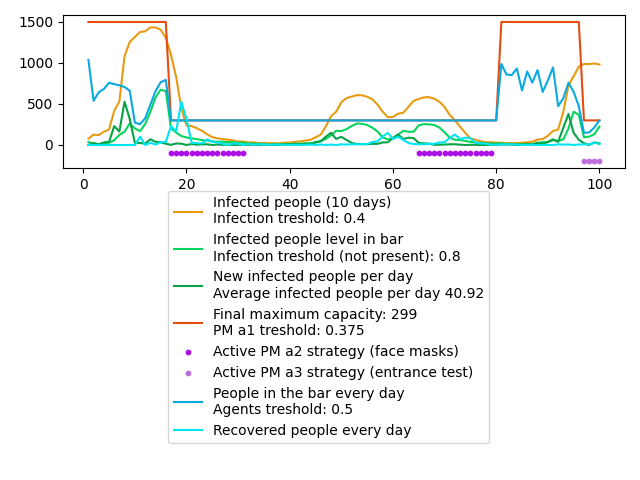 1500
1000
500
0
0 20 40 60 80 100
Infected people (10 days)
Infection treshold: 0.4
Infected people level in bar
Infection treshold (not present): 0.8
New infected people per day
Average infected people per day 40.92
Final maximum capacity: 299
PM a1 treshold: 0.375
Active PM a2 strategy (face masks)
Active PM a3 strategy (entrance test)
People in the bar every day
Agents treshold: 0.5
Recovered people every day